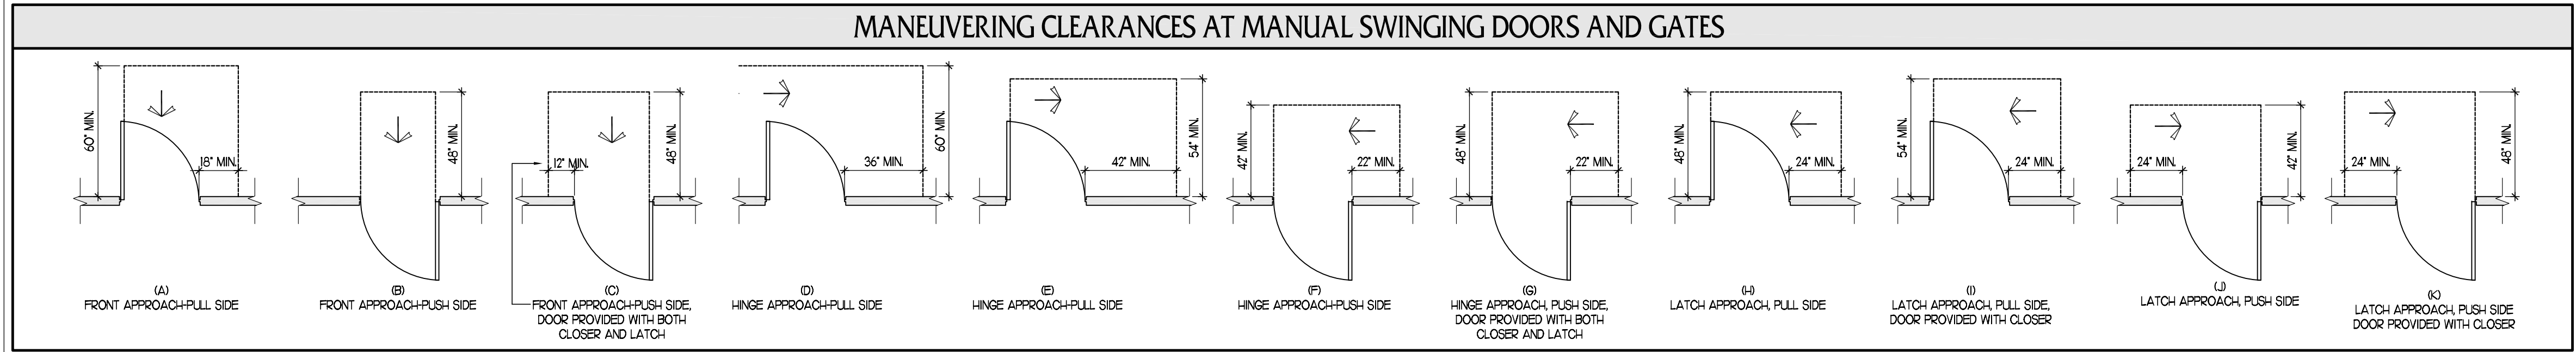 MANEUVERING CLEARANCES AT MANUAL SWINGING DOORS AND GATES
60" MIN.
18" MIN.
(A)
FRONT APPROACH-PULL SIDE
48" MIN.
(B)
FRONT APPROACH-PUSH SIDE
12" MIN.
48" MIN.
(C)
FRONT APPROACH-PUSH SIDE,
DOOR PROVIDED WITH BOTH
CLOSER AND LATCH
36" MIN.
60" MIN.
(D)
HINGE APPROACH-PULL SIDE
42" MIN.
54" MIN.
(E)
HINGE APPROACH-PULL SIDE
42" MIN.
22" MIN.
(F)
HINGE APPROACH-PUSH SIDE
48" MIN.
22" MIN.
(G)
HINGE APPROACH, PUSH SIDE,
DOOR PROVIDED WITH BOTH
CLOSER AND LATCH
48" MIN.
24" MIN.
(H)
LATCH APPROACH, PULL SIDE
54" MIN.
24" MIN.
(I)
LATCH APPROACH, PULL SIDE,
DOOR PROVIDED WITH CLOSER
24" MIN.
42" MIN.
(J)
LATCH APPROACH, PUSH SIDE
24" MIN.
48" MIN.
(K)
LATCH APPROACH, PUSH SIDE
DOOR PROVIDED WITH CLOSER